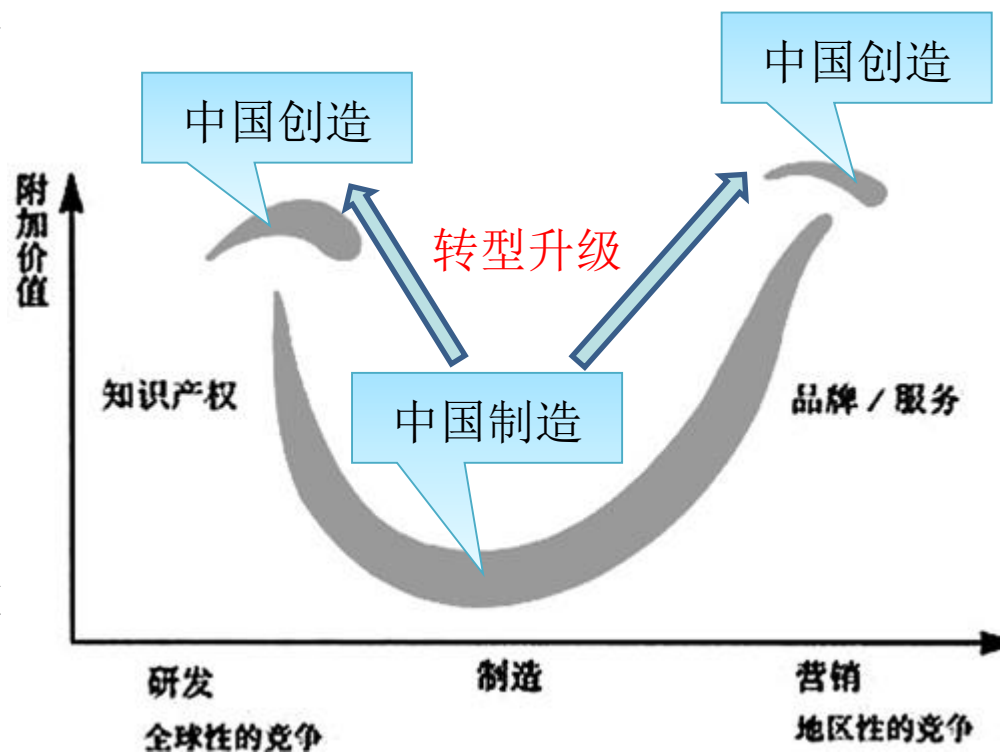 中国创造
中国创造
附加价值
转型升级
知识产权
中国制造
品牌/服务
研发
制造
营销
全球性的竞争
地区性的竞争